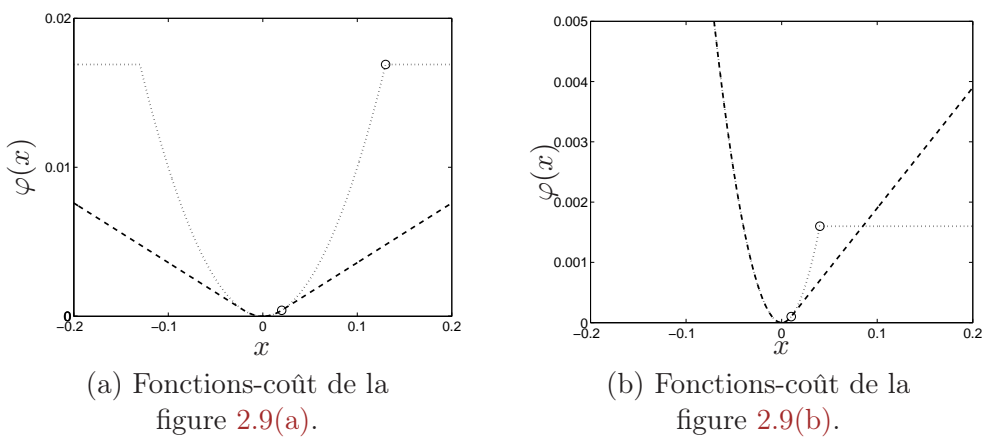 0.02
0.01
0
φ(x)
−0.2
−0.1
0
0.1
0.2
x
(a) Fonctions-coût de la
figure 2.9(a).
0.005
0.004
0.003
0.002
0.001
0
φ(x)
−0.2
−0.1
0
0.1
0.2
x
(b) Fonctions-coût de la
figure 2.9(b).